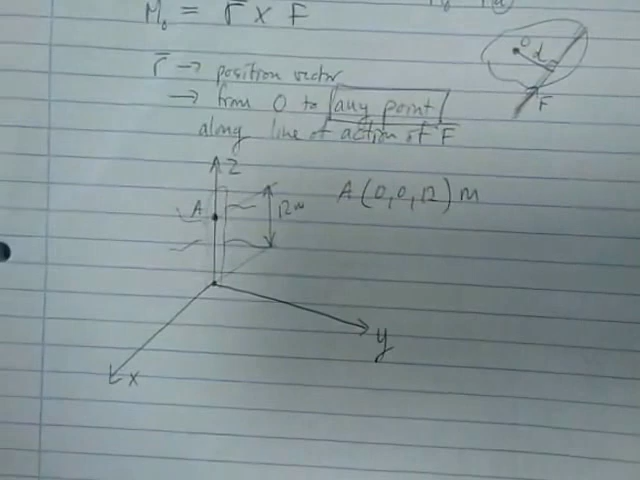 M₀ = r̄ x F
O
d
F
r̄ → position vector
→ from O to any point
along line of action of F
Z
A
12m
A (0,0,12) m
y
x